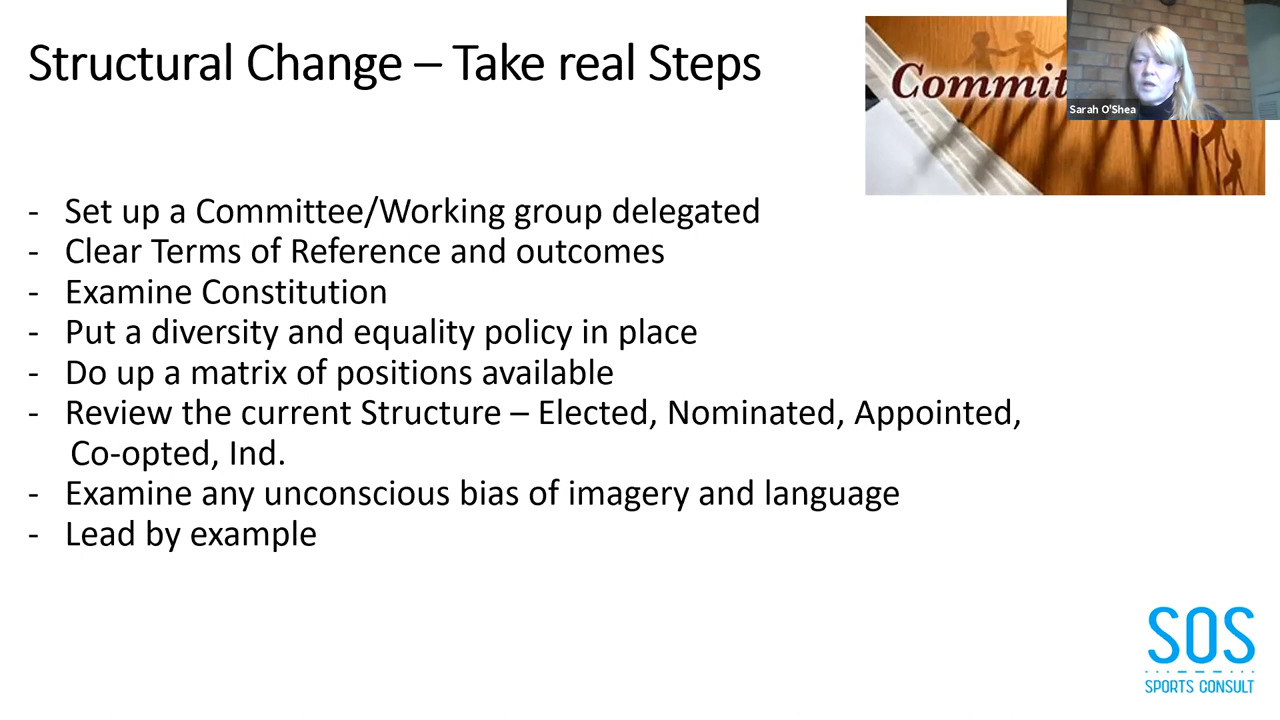 Structural Change – Take real Steps
Commit
Sarah O'Shea
- Set up a Committee/Working group delegated
- Clear Terms of Reference and outcomes
- Examine Constitution
- Put a diversity and equality policy in place
- Do up a matrix of positions available
- Review the current Structure – Elected, Nominated, Appointed,
Co-opted, Ind.
- Examine any unconscious bias of imagery and language
- Lead by example
SOS
SPORTS CONSULT